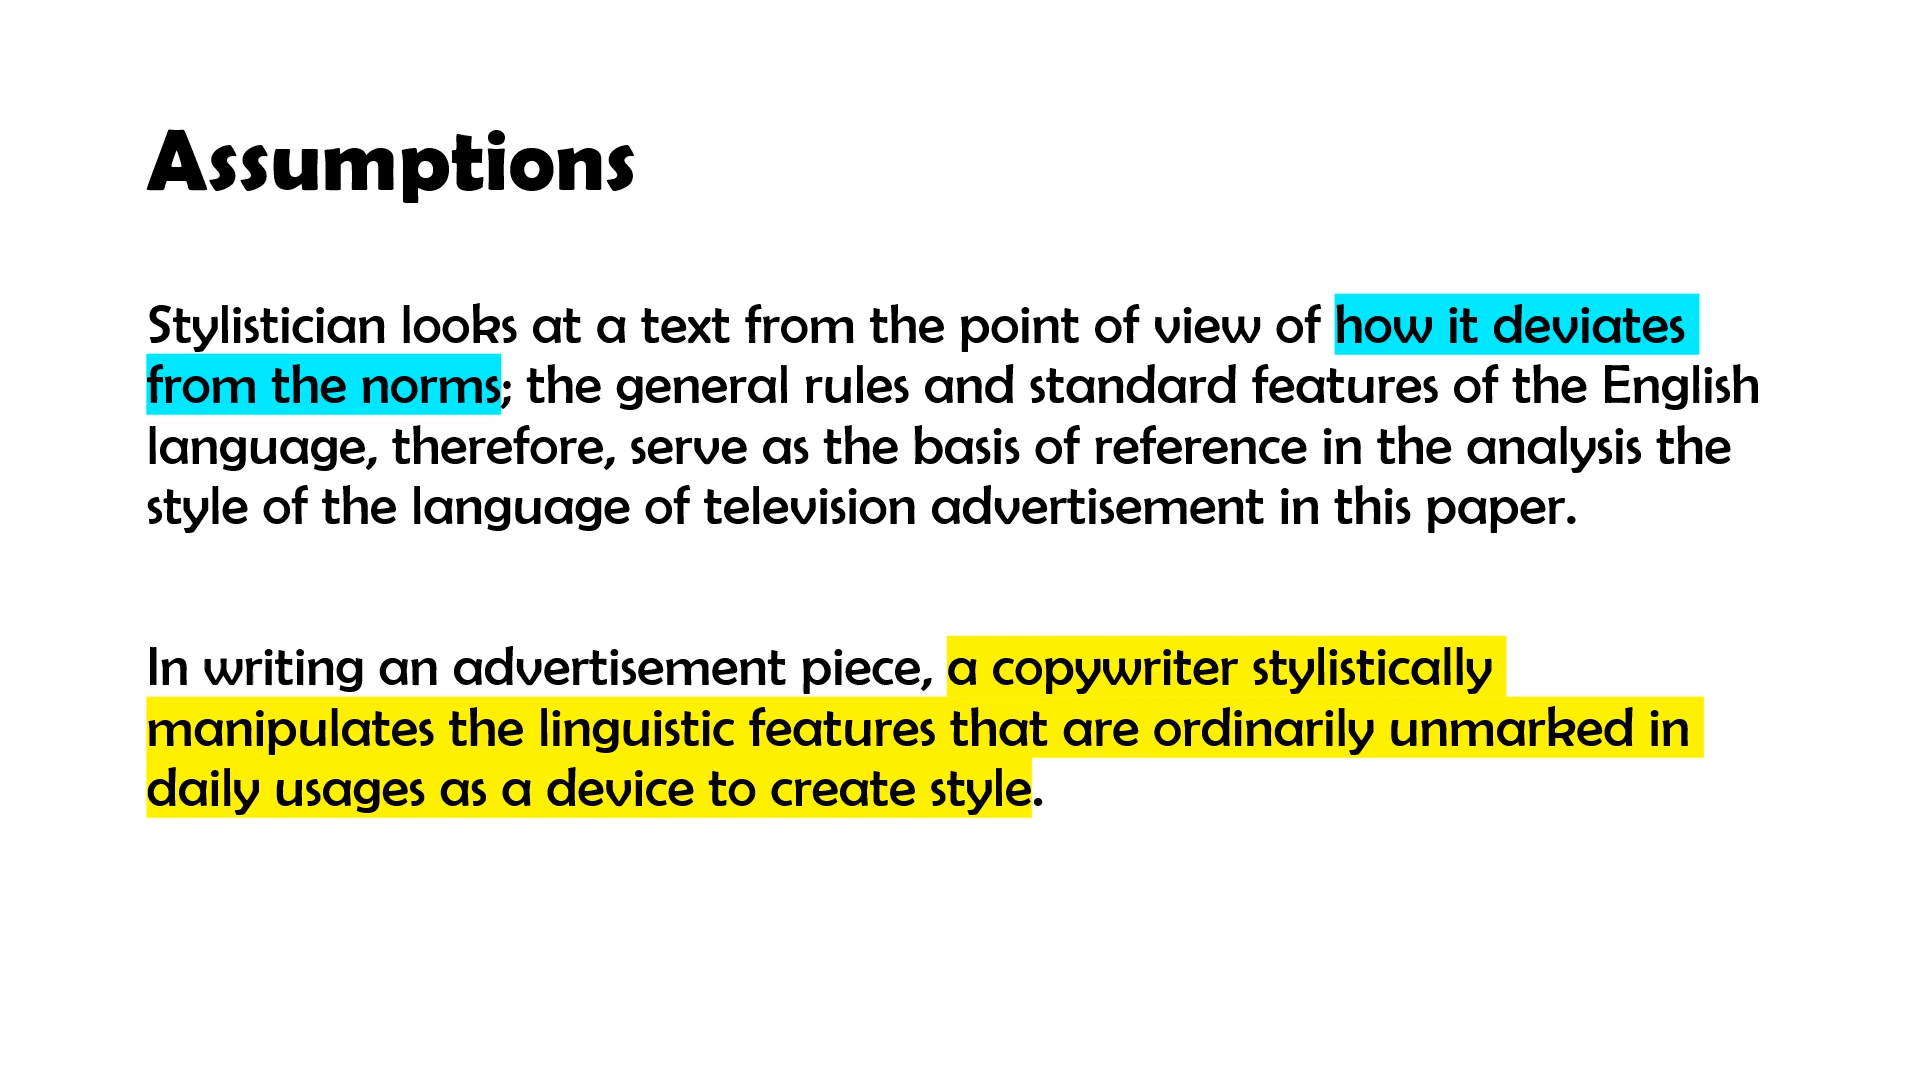 Assumptions
Stylistician looks at a text from the point of view of how it deviates
from the norms; the general rules and standard features of the English
language, therefore, serve as the basis of reference in the analysis the
style of the language of television advertisement in this paper.
In writing an advertisement piece, a copywriter stylistically
manipulates the linguistic features that are ordinarily unmarked in
daily usages as a device to create style.